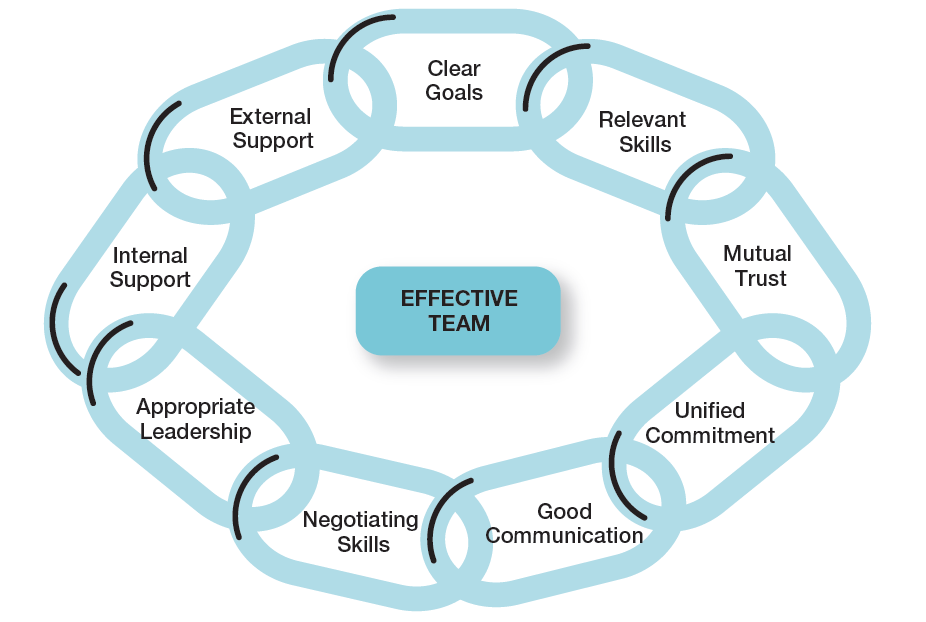 Clear
Goals
External
Support
Relevant
Skills
Internal
Support
Mutual
Trust
EFFECTIVE
TEAM
Appropriate
Leadership
Unified
Commitment
Negotiating
Skills
Good
Communication